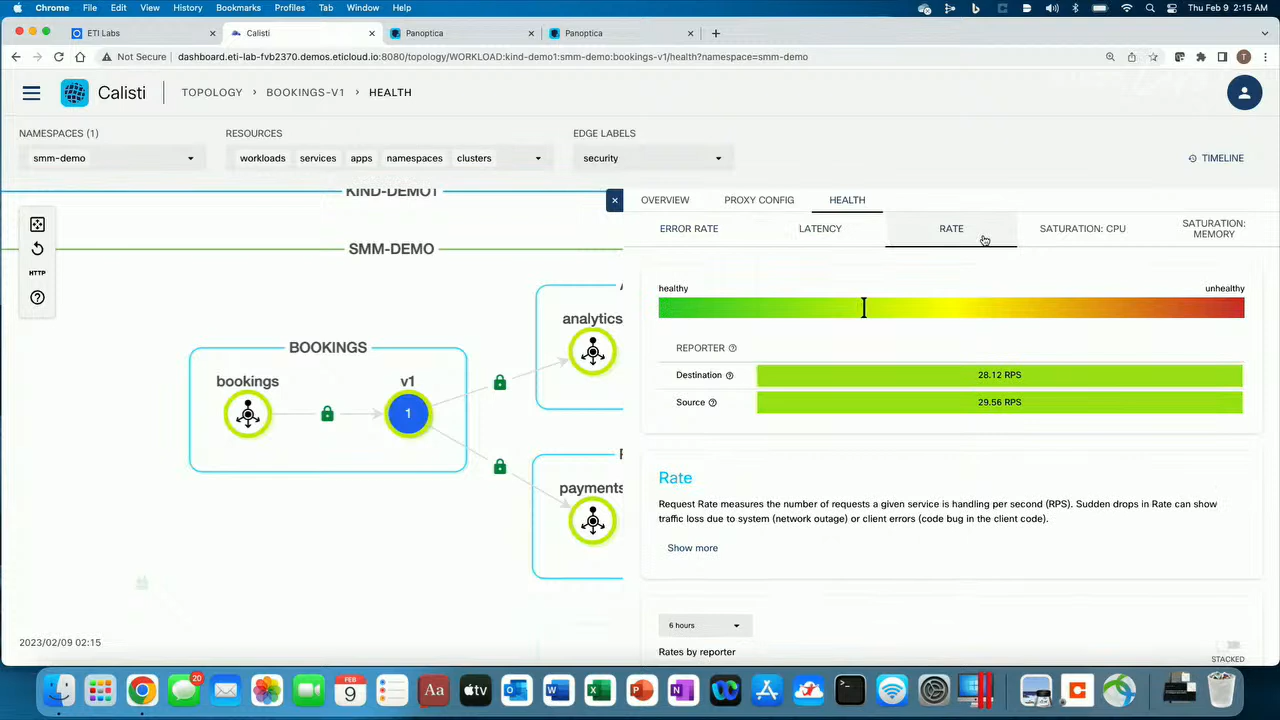 Chrome File Edit View History Bookmarks Profiles Tab Window Help Thu Feb 9 2:15 AM
ETI Labs Calisti Panoptica Panoptica
Not Secure dashboard.eti-lab-fvb2370.demos.eticloud.io:8080/topology/WORKLOAD:kind-demo1:smm-demo:bookings-v1/health?namespace=smm-demo T
Calisti TOPOLOGY > BOOKINGS-V1 > HEALTH
NAMESPACES (1) RESOURCES EDGE LABELS
smm-demo workloads services apps namespaces clusters security TIMELINE
KIND-DEMO1
OVERVIEW PROXY CONFIG HEALTH
ERROR RATE LATENCY RATE SATURATION: CPU SATURATION:
MEMORY
SMM-DEMO
HTTP
healthy unhealthy
analytics
BOOKINGS
REPORTER
bookings v1
Destination 28.12 RPS
1
Source 29.56 RPS
payments
Rate
Request Rate measures the number of requests a given service is handling per second (RPS). Sudden drops in Rate can show
traffic loss due to system (network outage) or client errors (code bug in the client code).
Show more
6 hours
2023/02/09 02:15
Rates by reporter
STACKED
20
FEB
9
Aa
tv